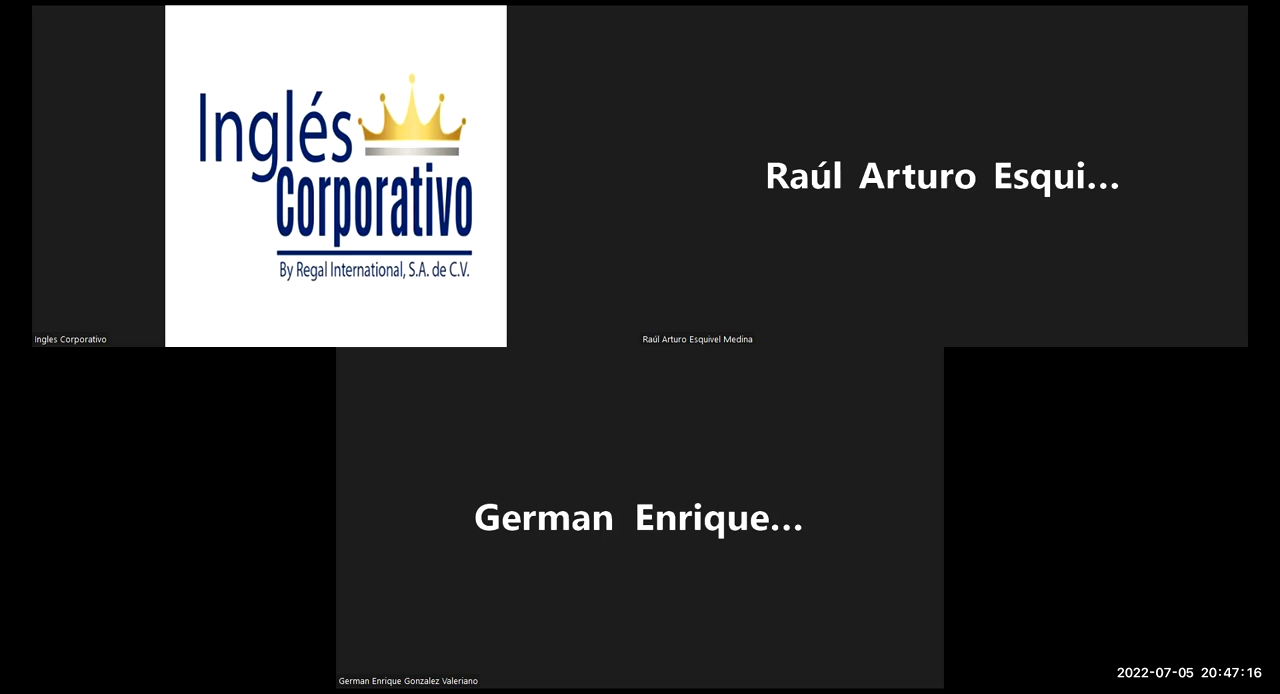 Inglés
Corporativo
By Regal International, S.A. de C.V.
Ingles Corporativo
Raúl Arturo Esqui...
Raúl Arturo Esquivel Medina
German Enrique...
German Enrique Gonzalez Valeriano
2022-07-05 20:47:16